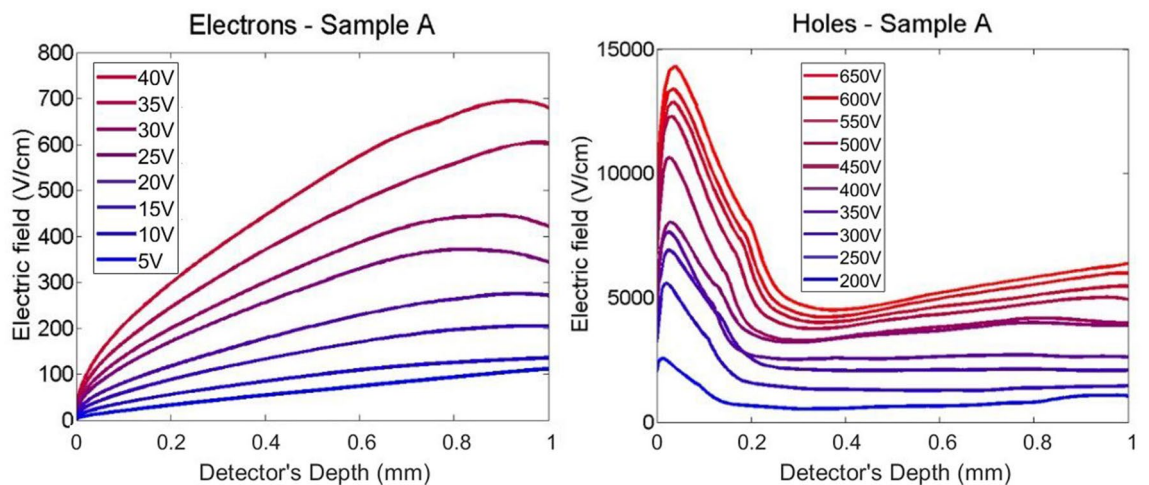 Electrons - Sample A
800
700
600
500
400
300
200
100
0
Electric field (V/cm)
40V
35V
30V
25V
20V
15V
10V
5V
0 0.2 0.4 0.6 0.8 1
Detector's Depth (mm)
Holes - Sample A
15000
10000
5000
0
Electric field (V/cm)
650V
600V
550V
500V
450V
400V
350V
300V
250V
200V
0 0.2 0.4 0.6 0.8 1
Detector's Depth (mm)